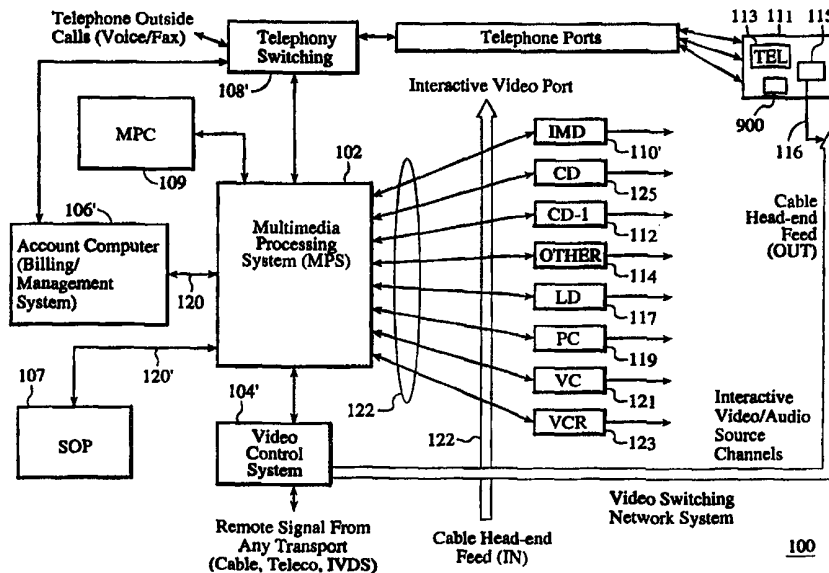 Telephone Outside
Calls (Voice/Fax)
Telephony
Switching
108'
Telephone Ports
113
111
115
TEL
900
116
MPC
109
Interactive Video Port
102
Multimedia
Processing
System (MPS)
IMD
110'
CD
125
CD-1
112
OTHER
114
LD
117
PC
119
VC
121
VCR
123
Cable
Head-end
Feed
(OUT)
106'
Account Computer
(Billing/
Management
System)
120
120'
107
SOP
104'
Video
Control
System
122
122
Interactive
Video/Audio
Source
Channels
Remote Signal From
Any Transport
(Cable, Teleco, IVDS)
Cable Head-end
Feed (IN)
Video Switching
Network System
100